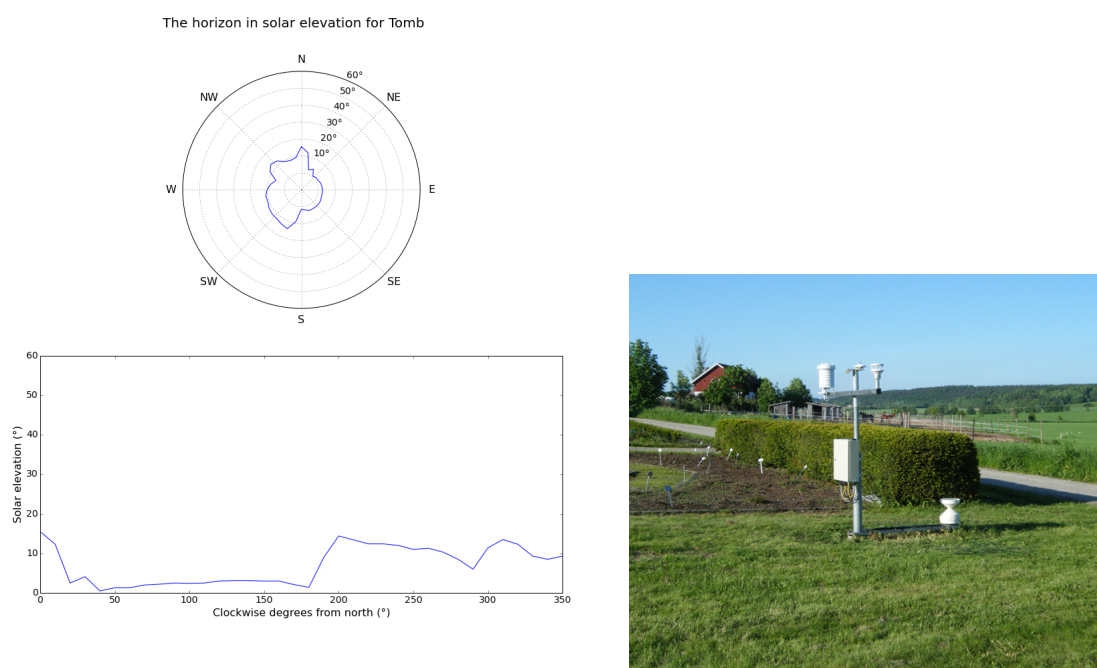 The horizon in solar elevation for Tomb
N
60°
50°
NW
NE
40°
30°
20°
10°
W
E
SW
SE
S
60
50
40
30
20
10
0
Solar elevation (°)
0
50
100
150
200
250
300
350
Clockwise degrees from north (°)